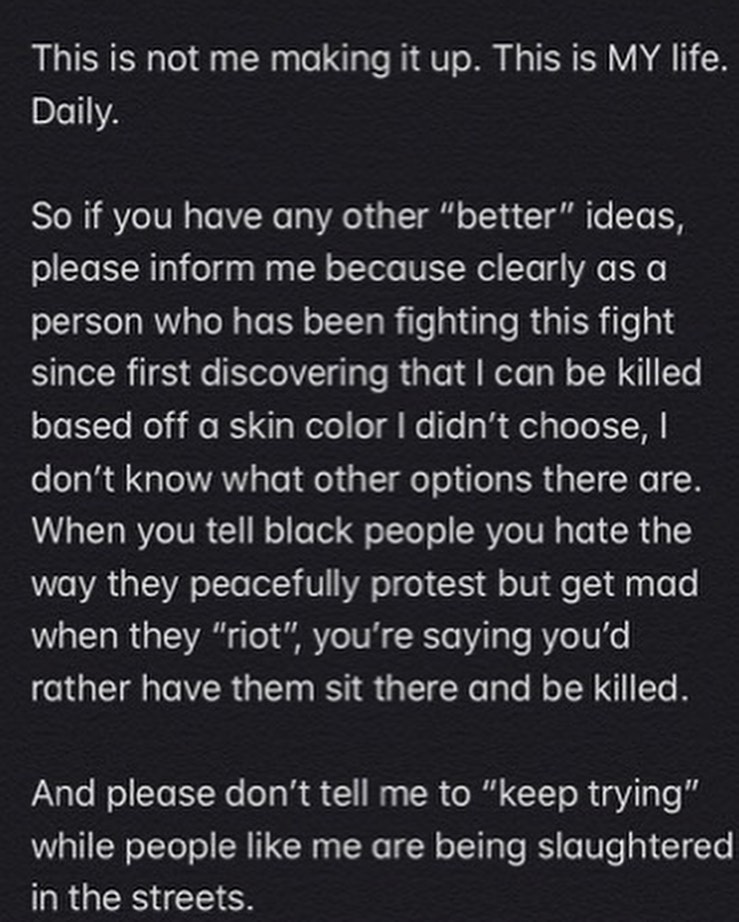 This is not me making it up. This is MY life.
Daily.
So if you have any other “better” ideas,
please inform me because clearly as a
person who has been fighting this fight
since first discovering that I can be killed
based off a skin color I didn’t choose, I
don’t know what other options there are.
When you tell black people you hate the
way they peacefully protest but get mad
when they “riot”, you’re saying you’d
rather have them sit there and be killed.
And please don’t tell me to “keep trying”
while people like me are being slaughtered
in the streets.